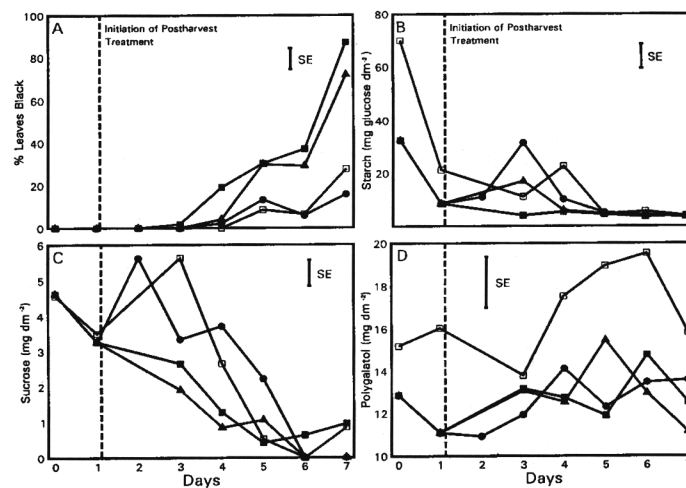 A
Initiation of Postharvest
Treatment
SE
% Leaves Black
100
80
60
40
20
0
B
Initiation of Postharvest
Treatment
SE
Starch (mg glucose dm⁻²)
80
60
40
20
C
SE
Sucrose (mg dm⁻²)
6
5
4
3
2
1
0
0 1 2 3 4 5 6 7
Days
D
SE
Polygalatol (mg dm⁻²)
20
18
16
14
12
10
0 1 2 3 4 5 6
Days